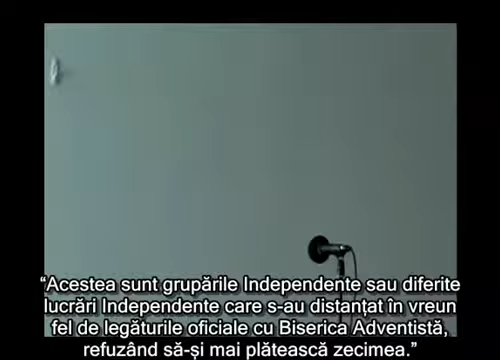 “Acestea sunt grupările Independente sau diferite
lucrări Independente care s-au distanțat în vreun
fel de legăturile oficiale cu Biserica Adventistă,
refuzând să-și mai plătească zecimea.”